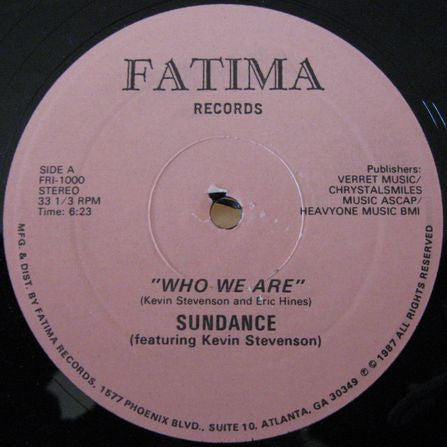 FATIMA
RECORDS
SIDE A
FRI-1000
STEREO
33 1/3 RPM
Time: 6:23
Publishers:
VERRET MUSIC/
CHRYSTALSMILES
MUSIC ASCAP/
HEAVYONE MUSIC BMI
"WHO WE ARE"
(Kevin Stevenson and Eric Hines)
SUNDANCE
(featuring Kevin Stevenson)
MFG. & DIST. BY FATIMA RECORDS, 1577 PHOENIX BLVD., SUITE 10, ATLANTA, GA 30349 ℗ © 1987 ALL RIGHTS RESERVED